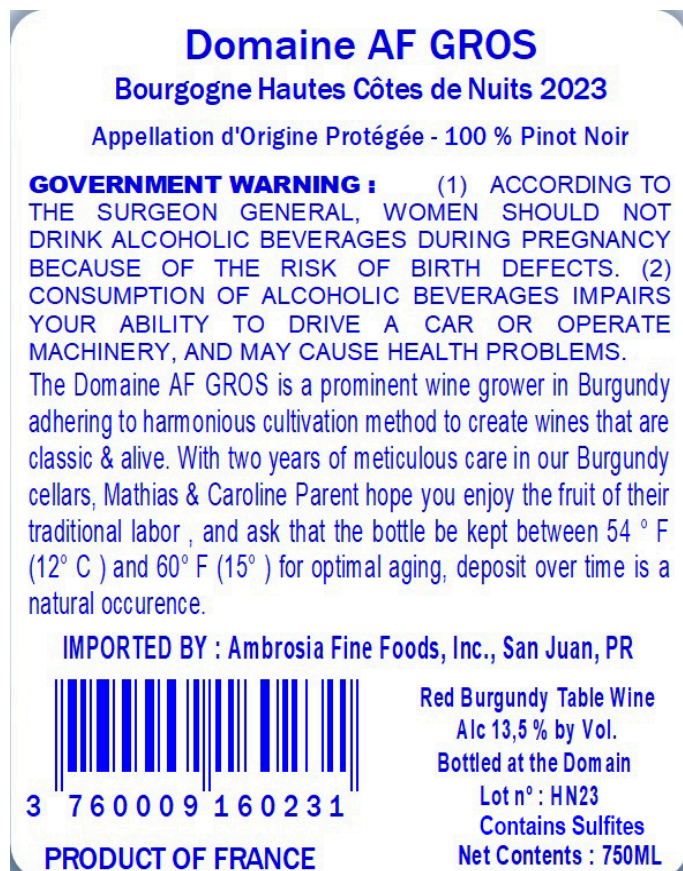 Domaine AF GROS
Bourgogne Hautes Côtes de Nuits 2023
Appellation d'Origine Protégée - 100 % Pinot Noir
GOVERNMENT WARNING : (1) ACCORDING TO
THE SURGEON GENERAL, WOMEN SHOULD NOT
DRINK ALCOHOLIC BEVERAGES DURING PREGNANCY
BECAUSE OF THE RISK OF BIRTH DEFECTS. (2)
CONSUMPTION OF ALCOHOLIC BEVERAGES IMPAIRS
YOUR ABILITY TO DRIVE A CAR OR OPERATE
MACHINERY, AND MAY CAUSE HEALTH PROBLEMS.
The Domaine AF GROS is a prominent wine grower in Burgundy
adhering to harmonious cultivation method to create wines that are
classic & alive. With two years of meticulous care in our Burgundy
cellars, Mathias & Caroline Parent hope you enjoy the fruit of their
traditional labor , and ask that the bottle be kept between 54 ° F
(12° C ) and 60° F (15° ) for optimal aging, deposit over time is a
natural occurence.
IMPORTED BY : Ambrosia Fine Foods, Inc., San Juan, PR
3 760009 160231
PRODUCT OF FRANCE
Red Burgundy Table Wine
Alc 13,5 % by Vol.
Bottled at the Domain
Lot n° : HN23
Contains Sulfites
Net Contents : 750ML